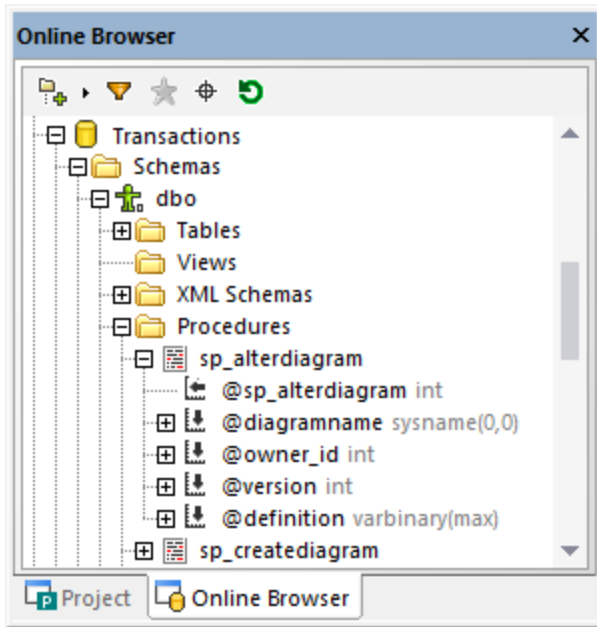 Online Browser
Transactions
Schemas
dbo
Tables
Views
XML Schemas
Procedures
sp_alterdiagram
@sp_alterdiagram int
@diagramname sysname(0,0)
@owner_id int
@version int
@definition varbinary(max)
sp_creatediagram
Project Online Browser